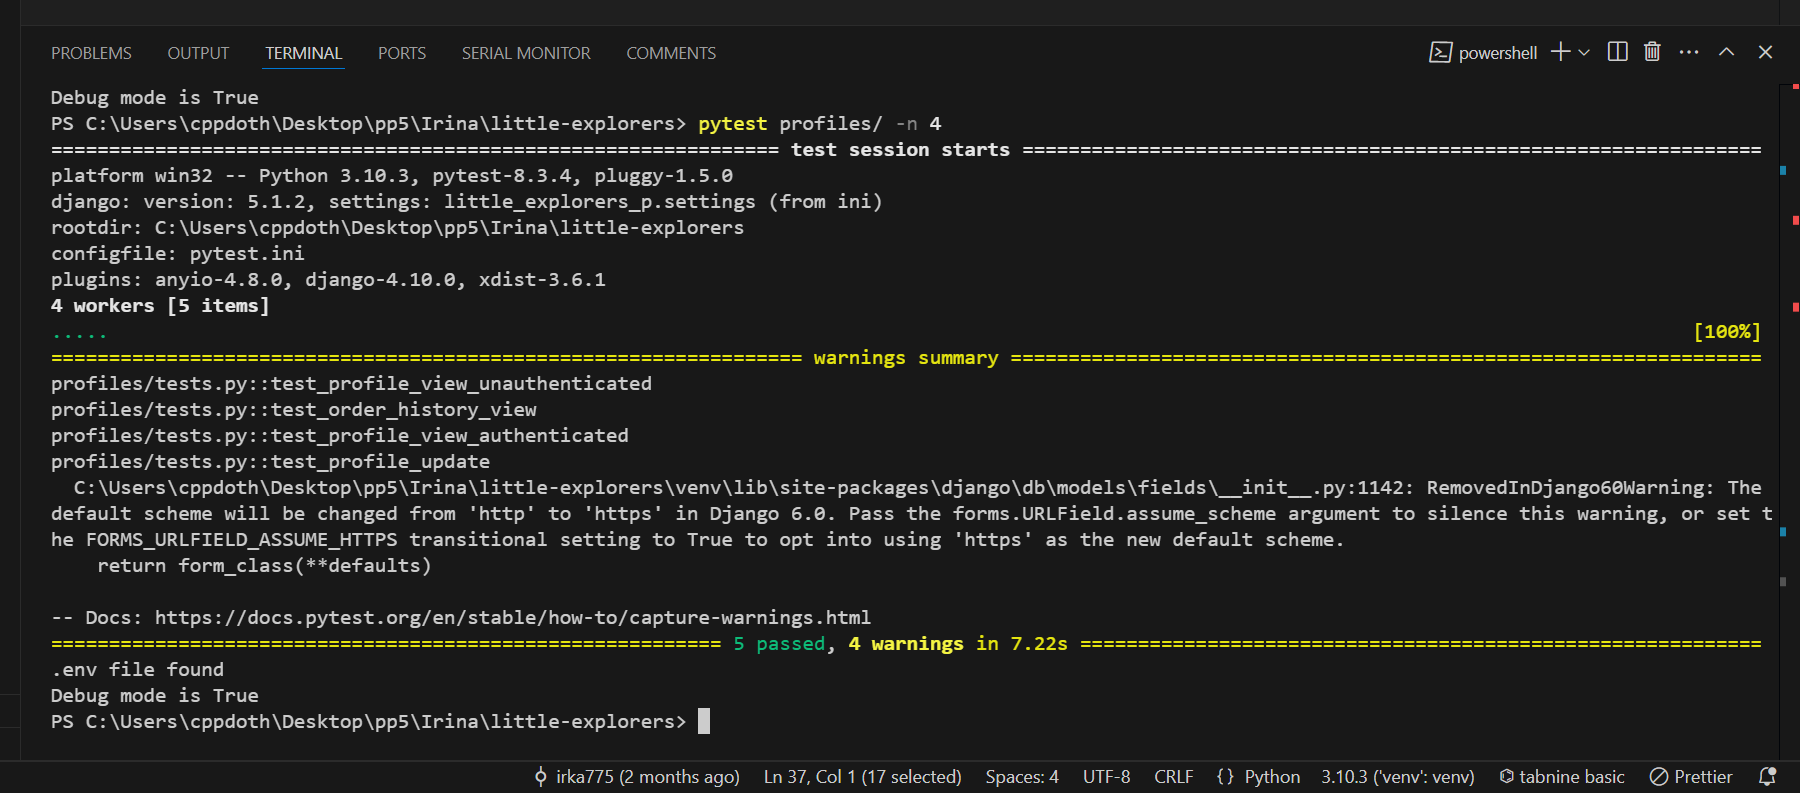 PROBLEMS OUTPUT TERMINAL PORTS SERIAL MONITOR COMMENTS powershell
Debug mode is True
PS C:\Users\cppdoth\Desktop\pp5\Irina\little-explorers> pytest profiles/ -n 4
=============================================================== test session starts ================================================================
platform win32 -- Python 3.10.3, pytest-8.3.4, pluggy-1.5.0
django: version: 5.1.2, settings: little_explorers_p.settings (from ini)
rootdir: C:\Users\cppdoth\Desktop\pp5\Irina\little-explorers
configfile: pytest.ini
plugins: anyio-4.8.0, django-4.10.0, xdist-3.6.1
4 workers [5 items]
..... [100%]
================================================================= warnings summary =================================================================
profiles/tests.py::test_profile_view_unauthenticated
profiles/tests.py::test_order_history_view
profiles/tests.py::test_profile_view_authenticated
profiles/tests.py::test_profile_update
  C:\Users\cppdoth\Desktop\pp5\Irina\little-explorers\venv\lib\site-packages\django\db\models\fields\__init__.py:1142: RemovedInDjango60Warning: The
default scheme will be changed from 'http' to 'https' in Django 6.0. Pass the forms.URLField.assume_scheme argument to silence this warning, or set t
he FORMS_URLFIELD_ASSUME_HTTPS transitional setting to True to opt into using 'https' as the new default scheme.
    return form_class(**defaults)
-- Docs: https://docs.pytest.org/en/stable/how-to/capture-warnings.html
========================================================== 5 passed, 4 warnings in 7.22s ===========================================================
.env file found
Debug mode is True
PS C:\Users\cppdoth\Desktop\pp5\Irina\little-explorers>
irka775 (2 months ago) Ln 37, Col 1 (17 selected) Spaces: 4 UTF-8 CRLF {} Python 3.10.3 ('venv': venv) tabnine basic Prettier